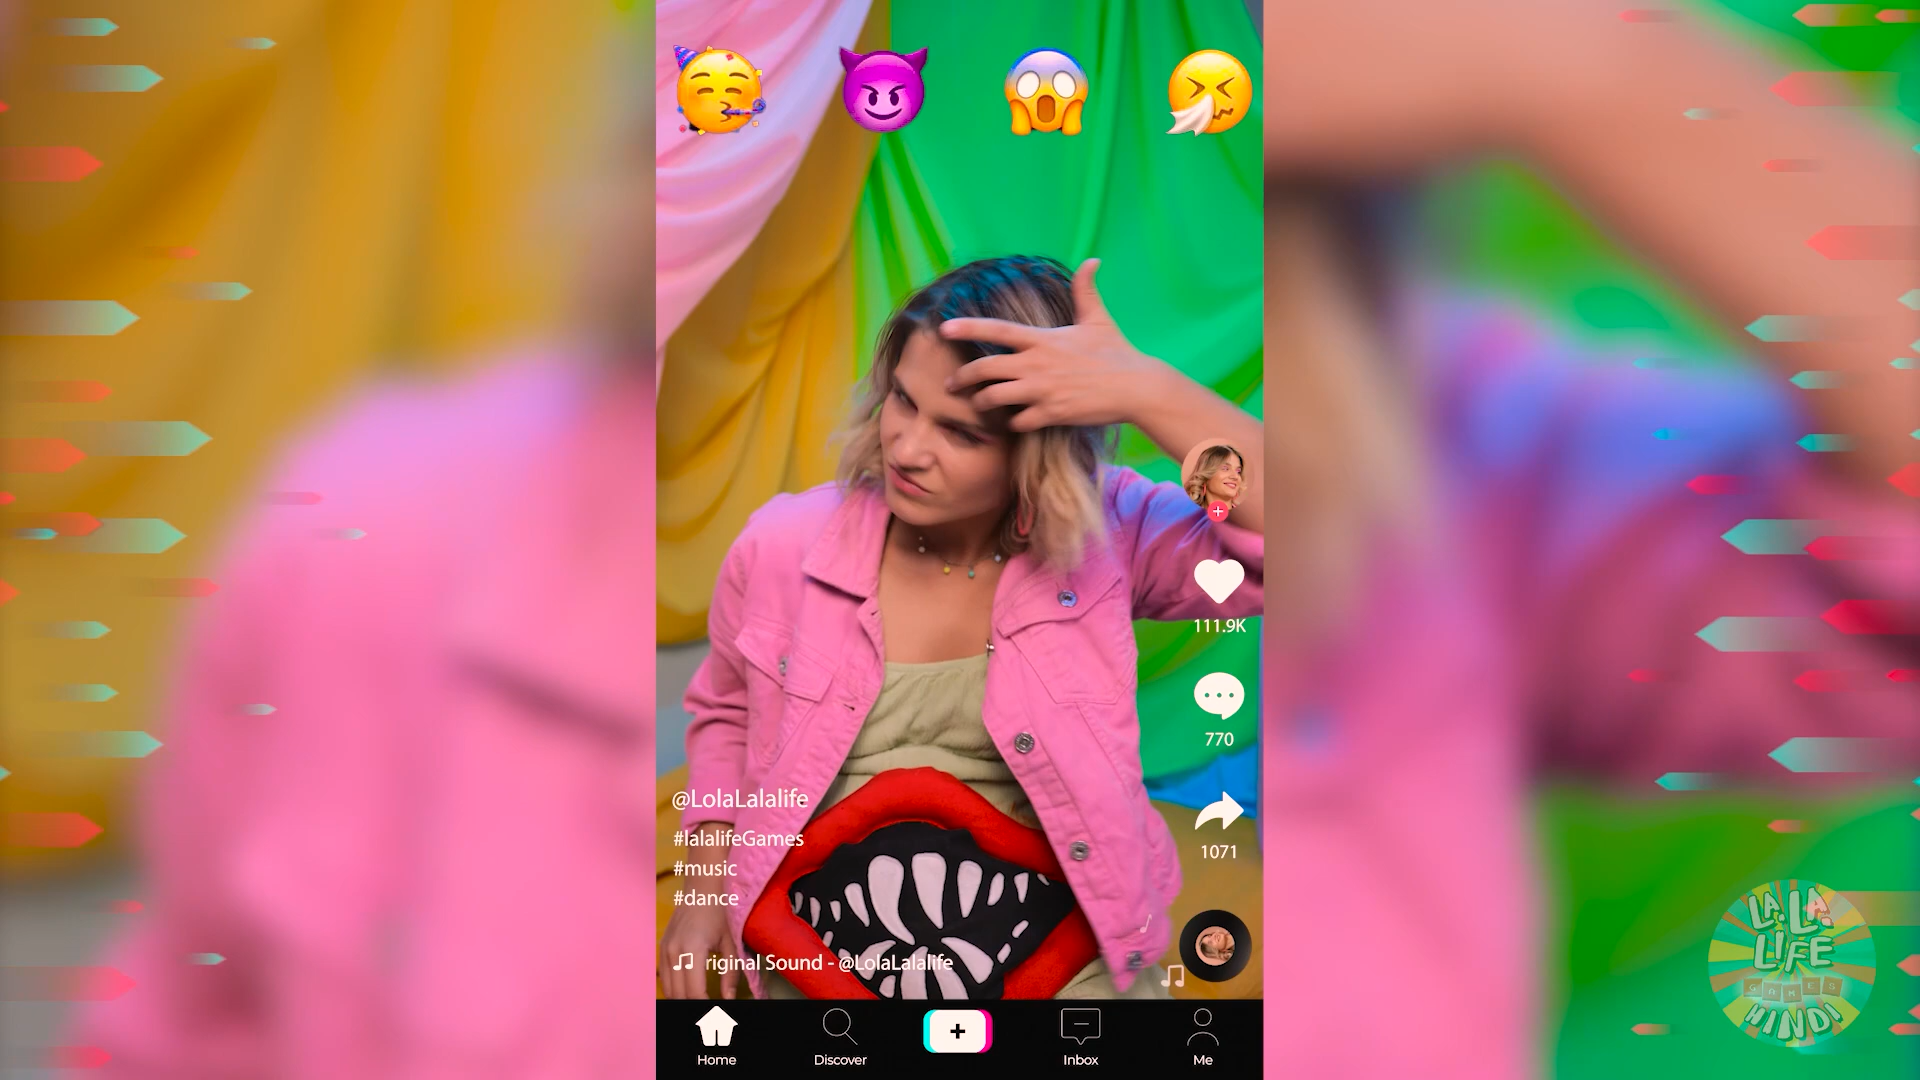 111.9K
770
1071
@LolaLalalife
#lalalifeGames
#music
#dance
riginal Sound - @LolaLalalife
Home
Discover
Inbox
Me
LA LA
LIFE
GAMES
HINDI